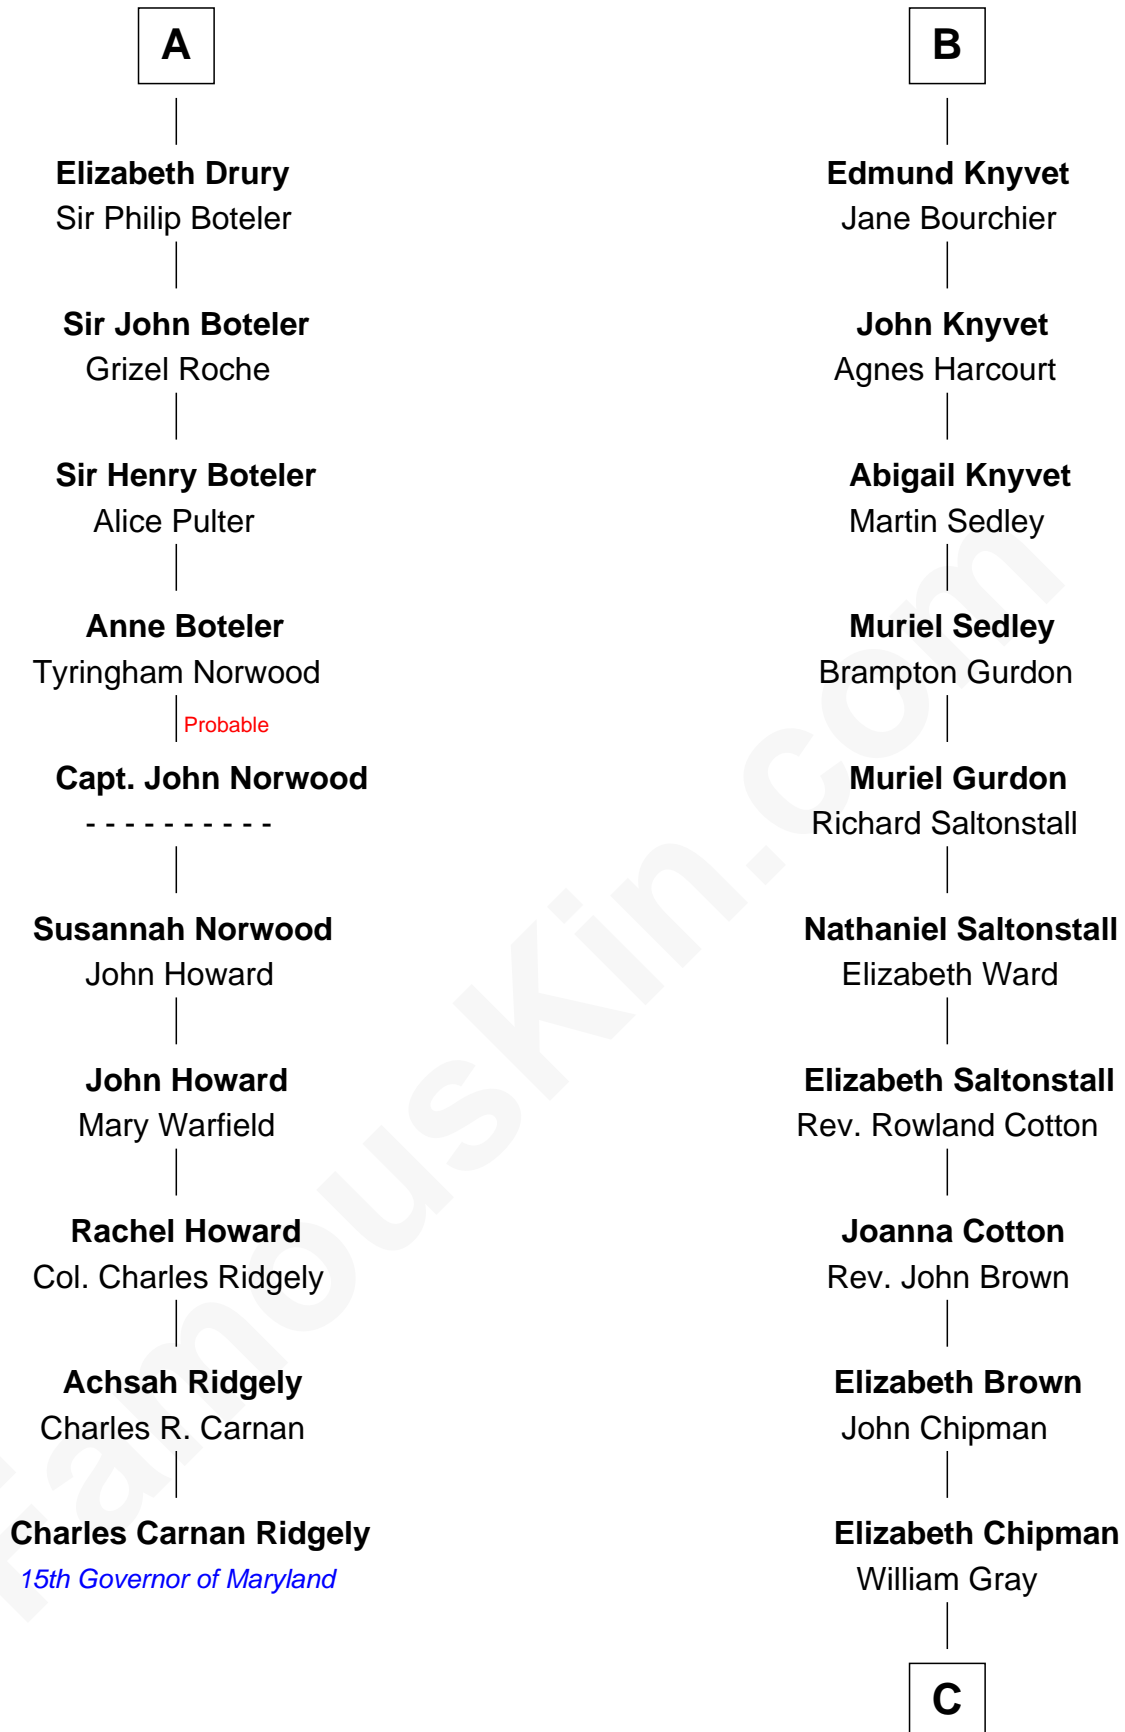 A
Elizabeth Drury
Sir Philip Boteler
Sir John Boteler
Grizel Roche
Sir Henry Boteler
Alice Pulter
Anne Boteler
Tyringham Norwood
Probable
Capt. John Norwood
- - - - - - - - - -
Susannah Norwood
John Howard
John Howard
Mary Warfield
Rachel Howard
Col. Charles Ridgely
Achsah Ridgely
Charles R. Carnan
Charles Carnan Ridgely
15th Governor of Maryland
B
Edmund Knyvet
Jane Bourchier
John Knyvet
Agnes Harcourt
Abigail Knyvet
Martin Sedley
Muriel Sedley
Brampton Gurdon
Muriel Gurdon
Richard Saltonstall
Nathaniel Saltonstall
Elizabeth Ward
Elizabeth Saltonstall
Rev. Rowland Cotton
Joanna Cotton
Rev. John Brown
Elizabeth Brown
John Chipman
Elizabeth Chipman
William Gray
C
FamousKin.com